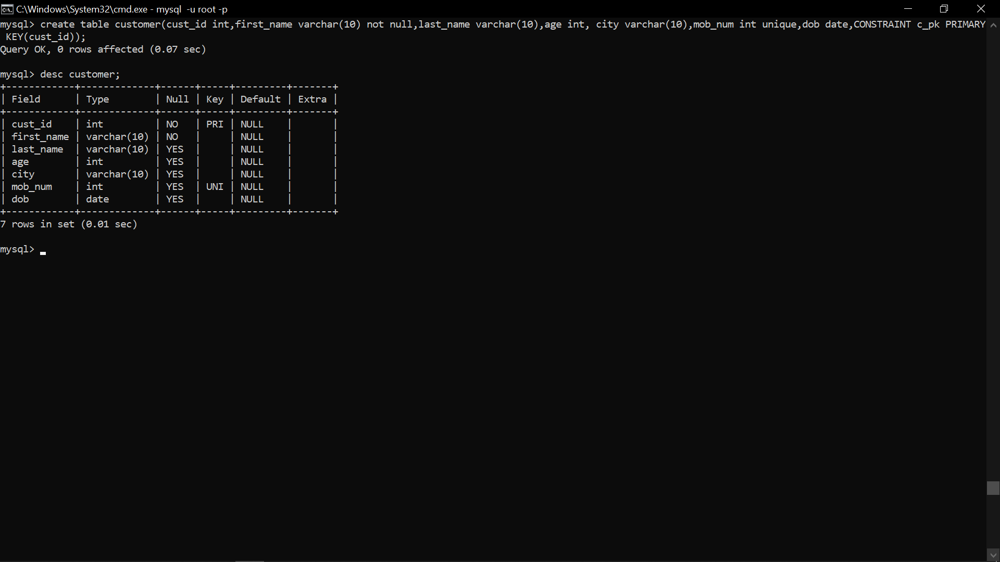 C:\Windows\System32\cmd.exe - mysql  -u root -p
mysql> create table customer(cust_id int,first_name varchar(10) not null,last_name varchar(10),age int, city varchar(10),mob_num int unique,dob date,CONSTRAINT c_pk PRIMARY
 KEY(cust_id));
Query OK, 0 rows affected (0.07 sec)
mysql> desc customer;
+------------+-------------+------+-----+---------+-------+
| Field      | Type        | Null | Key | Default | Extra |
+------------+-------------+------+-----+---------+-------+
| cust_id    | int         | NO   | PRI | NULL    |       |
| first_name | varchar(10) | NO   |     | NULL    |       |
| last_name  | varchar(10) | YES  |     | NULL    |       |
| age        | int         | YES  |     | NULL    |       |
| city       | varchar(10) | YES  |     | NULL    |       |
| mob_num    | int         | YES  | UNI | NULL    |       |
| dob        | date        | YES  |     | NULL    |       |
+------------+-------------+------+-----+---------+-------+
7 rows in set (0.01 sec)
mysql>